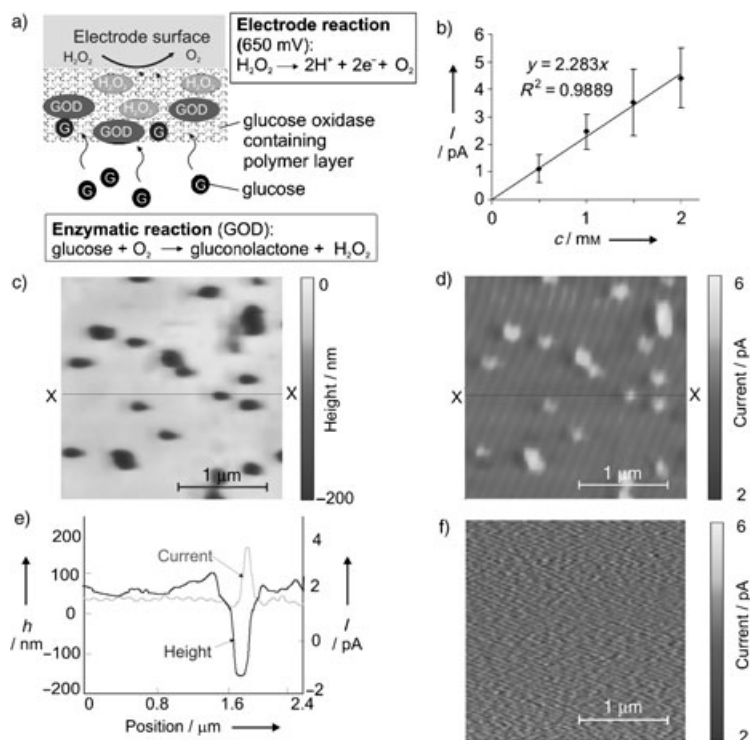 a)
Electrode surface
H₂O₂
O₂
H₂O₂
H₂O₂
GOD
GOD
H₂O₂
G
GOD
G
G
G
G
G
glucose oxidase
containing
polymer layer
glucose
Electrode reaction
(650 mV):
H₂O₂ → 2H⁺ + 2e⁻ + O₂
Enzymatic reaction (GOD):
glucose + O₂ → gluconolactone + H₂O₂
b)
6
5
4
3
2
1
0
I
/ pA
y = 2.283x
R² = 0.9889
0
1
2
c / mM
c)
X
X
1 μm
0
Height / nm
–200
d)
X
X
1 μm
6
Current / pA
2
e)
200
100
0
–100
–200
h
/ nm
Current
Height
4
2
0
–2
I
/ pA
0 0.8 1.6 2.4
Position / μm
f)
1 μm
6
Current / pA
2